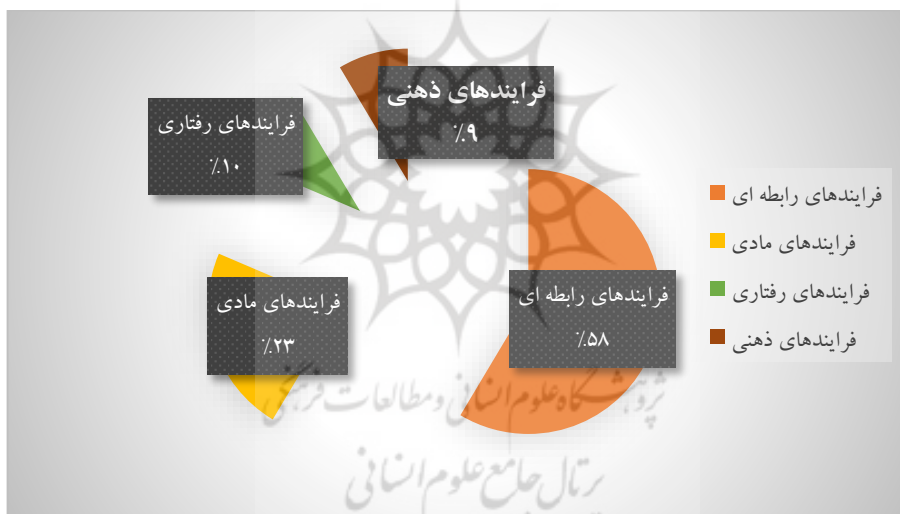 فرایندهای ذهنی
٪۹
فرایندهای رفتاری
٪۱۰
فرایندهای رابطه ای
٪۵۸
فرایندهای مادی
٪۲۳
فرایندهای رابطه ای
فرایندهای مادی
فرایندهای رفتاری
فرایندهای ذهنی
پژوهشگاه علوم انسانی و مطالعات فرهنگی
پرتال جامع علوم انسانی